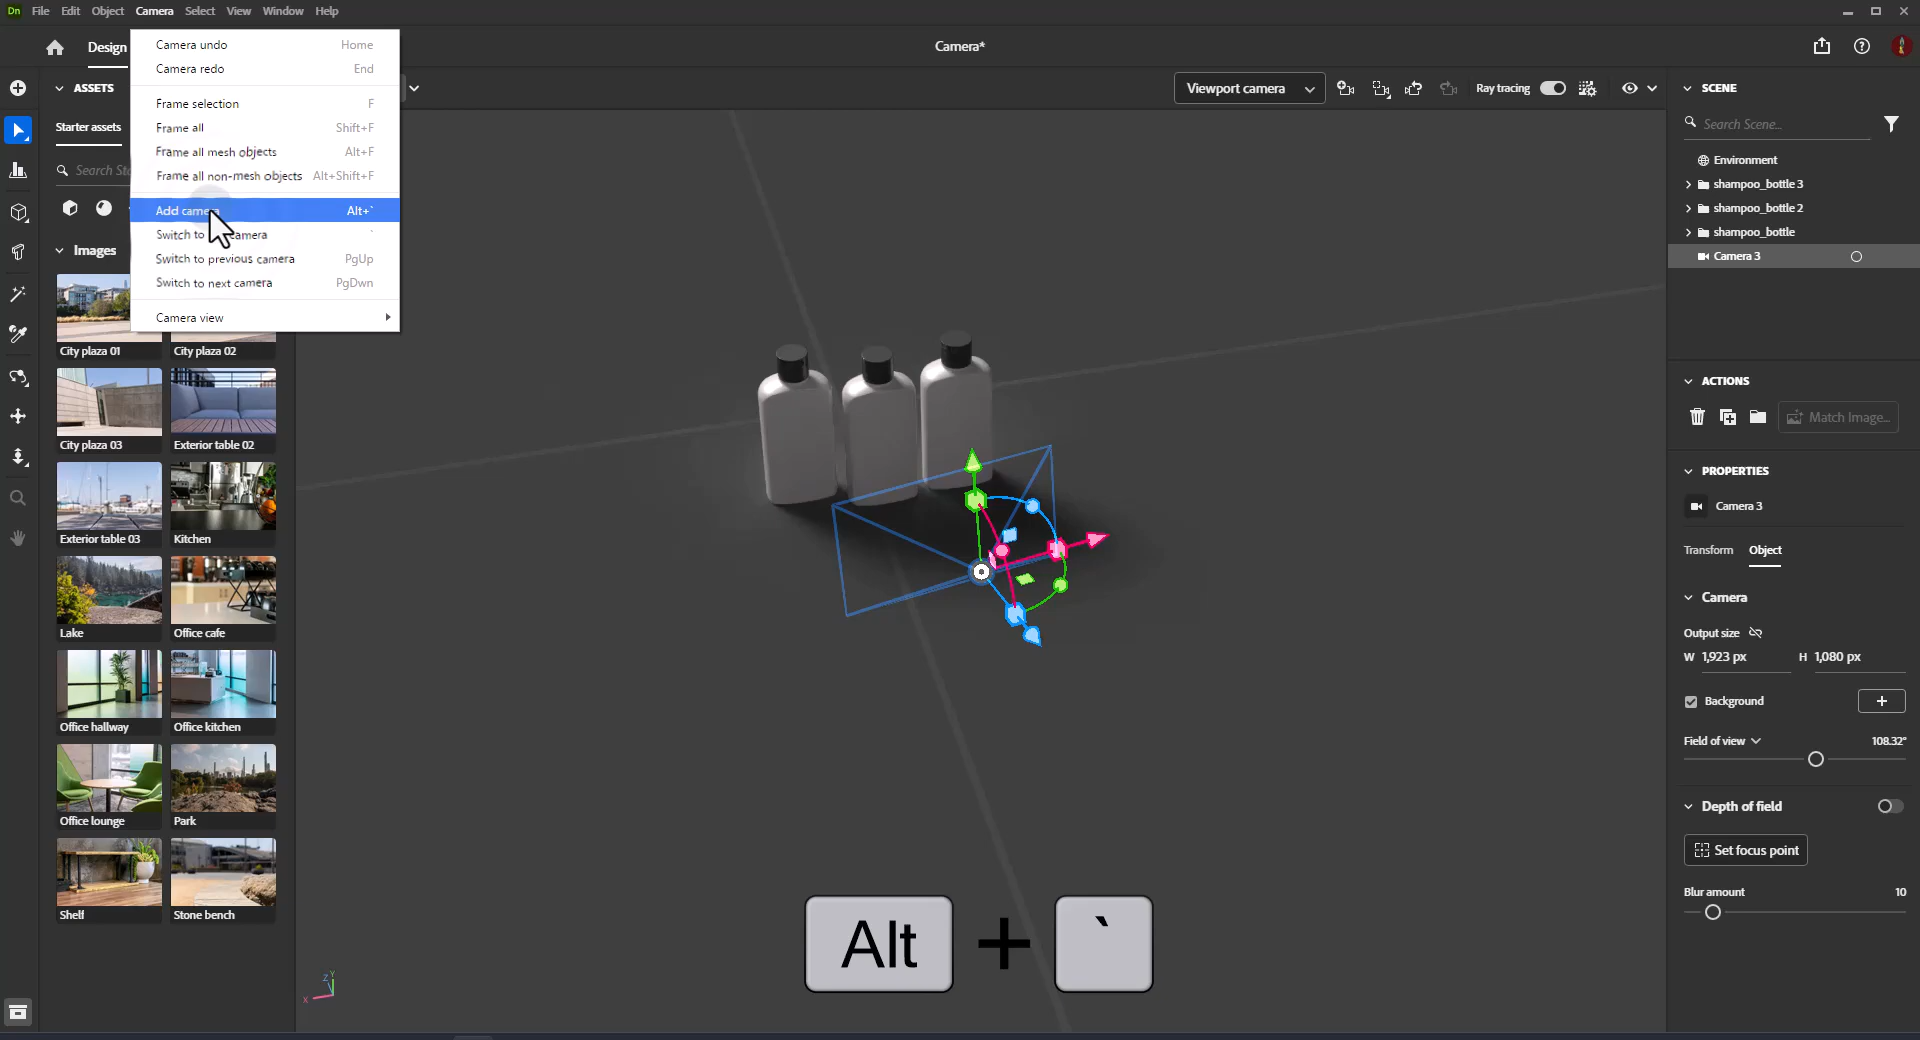 Dn File Edit Object Camera Select View Window Help
Design
Camera*
Camera undo Home
Camera redo End
Frame selection F
Frame all Shift+F
Frame all mesh objects Alt+F
Frame all non-mesh objects Alt+Shift+F
Add camera Alt+`
Switch to camera `
Switch to previous camera PgUp
Switch to next camera PgDwn
Camera view
ASSETS
Starter assets
Search Sta
Images
City plaza 01
City plaza 02
City plaza 03
Exterior table 02
Exterior table 03
Kitchen
Lake
Office cafe
Office hallway
Office kitchen
Office lounge
Park
Shelf
Stone bench
Viewport camera
Ray tracing
Z Y
X
Alt + `
SCENE
Search Scene...
Environment
shampoo_bottle 3
shampoo_bottle 2
shampoo_bottle
Camera 3
ACTIONS
Match Image...
PROPERTIES
Camera 3
Transform Object
Camera
Output size
W 1,923 px H 1,080 px
Background
Field of view 108.32°
Depth of field
Set focus point
Blur amount 10